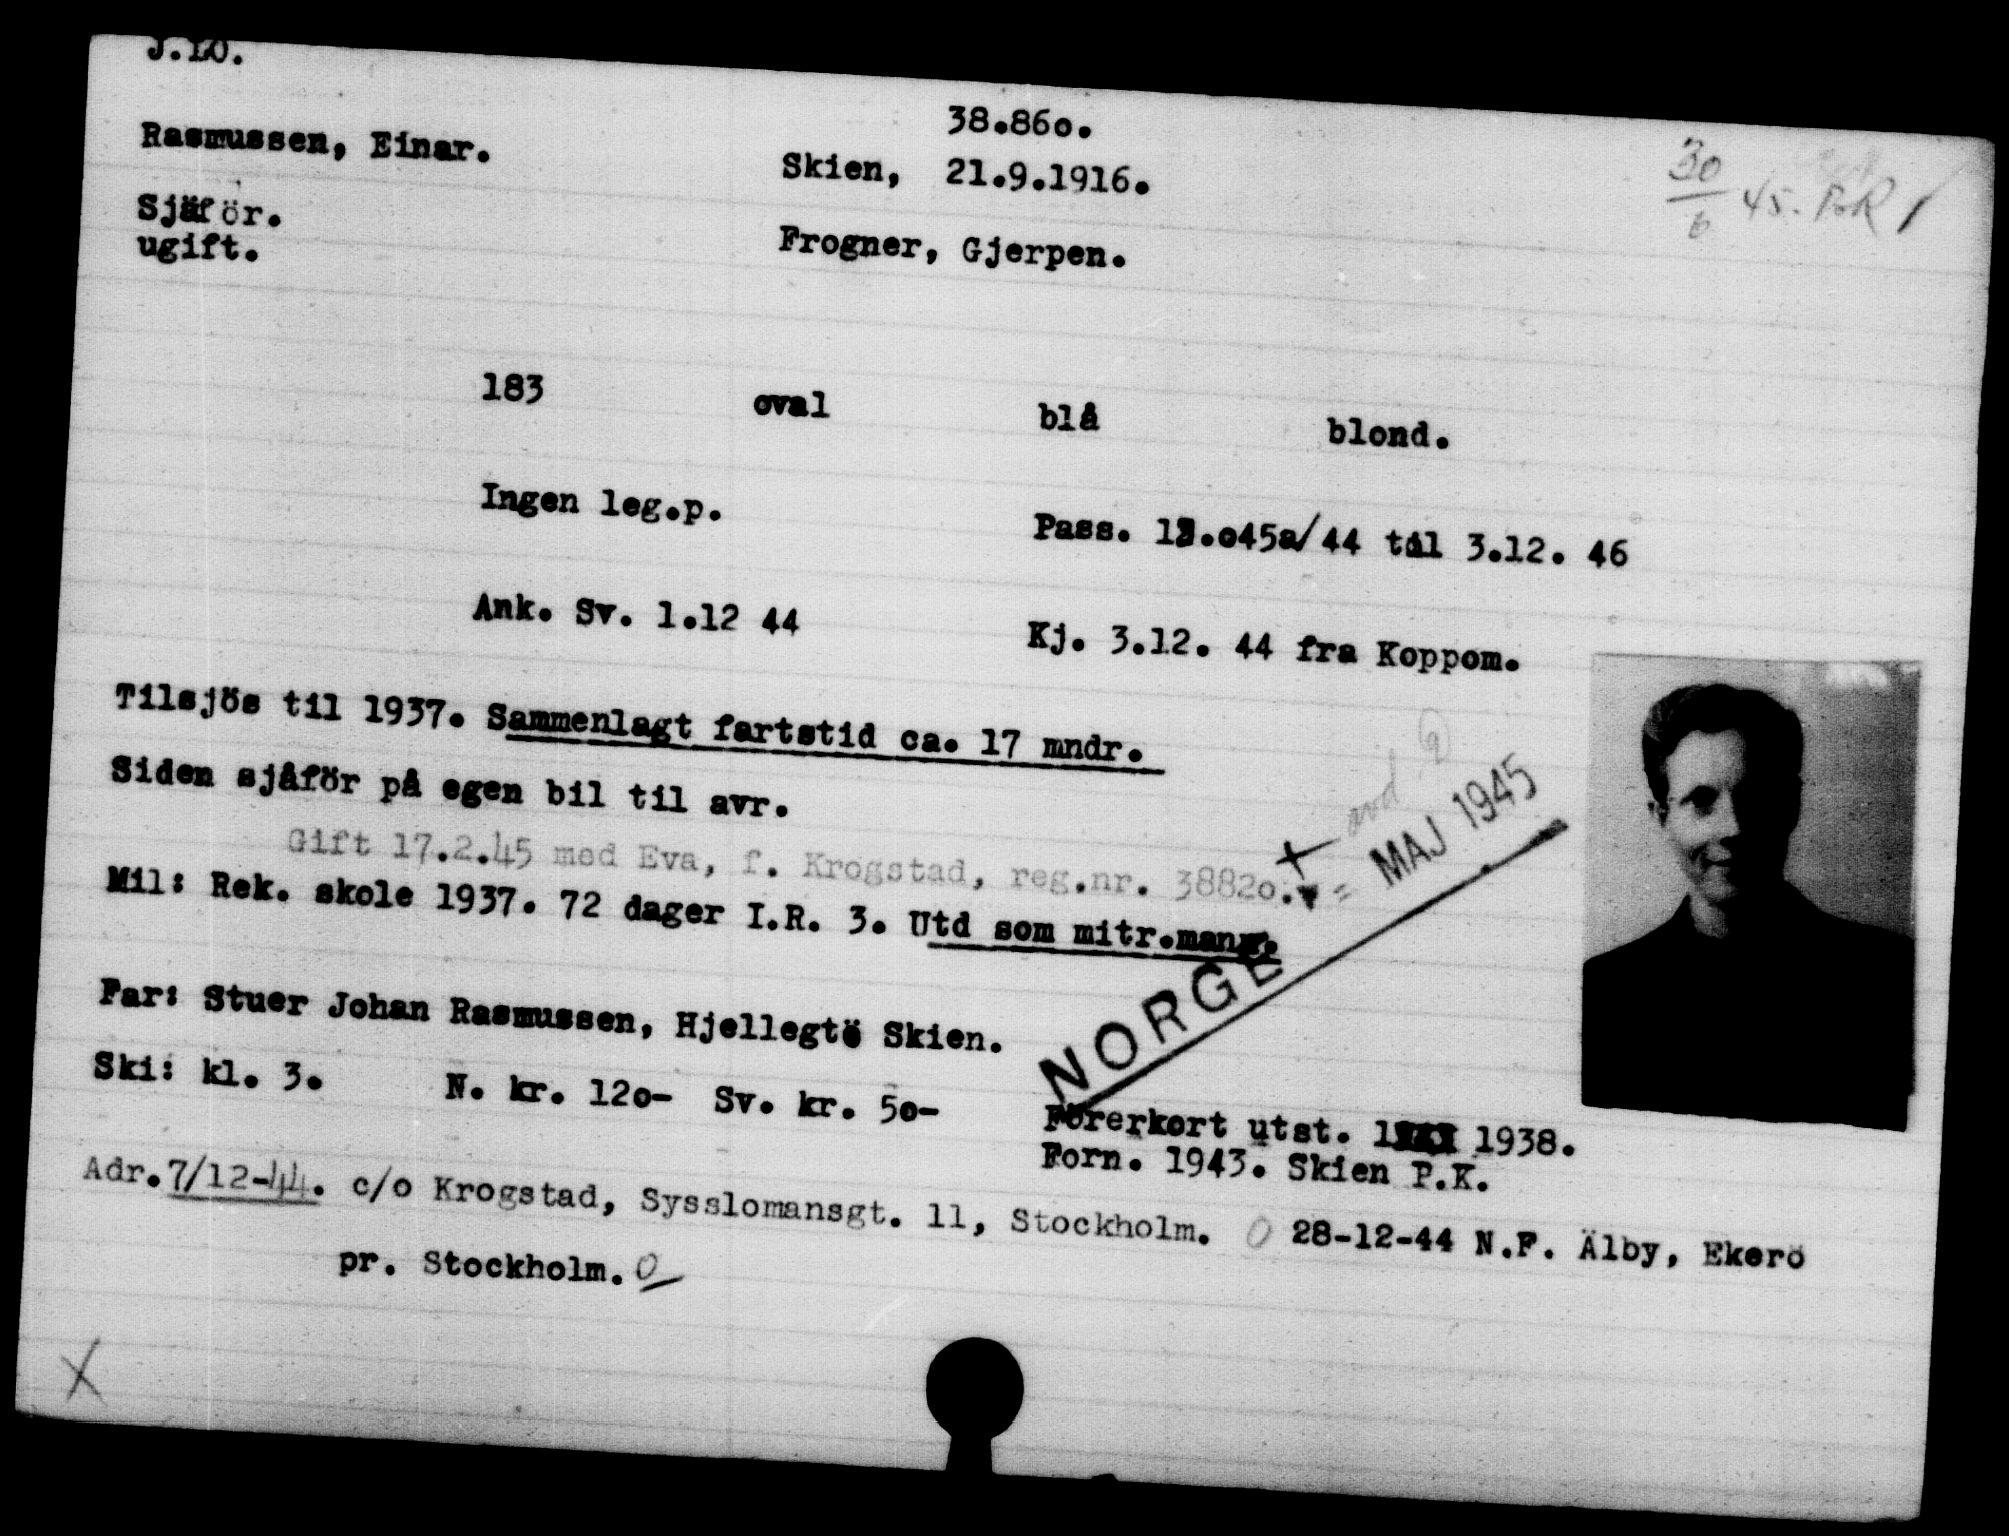 38.86o.
Rasmussen, Einar. Skien, 21.9.1916.
30/6 45.
Sjåför. Frogner, Gjerpen.
ugift.
183 oval blå blond.
Ingen leg.p. Pass. .o45a/44 til 3.12. 46
Ank. Sv. 1.12 44 Kj. 3.12. 44 fra Koppom.
Tilsjös til 1937. Sammenlagt fartstid ca. 17 mndr.
Siden sjåför på egen bil til avr.
Gift 17.2.45 med Eva, f. Krogstad, reg.nr. 3882o.
= MAJ 1945
Mil: Rek. skole 1937. 72 dager I.R. 3. Utd som mitr.mann.
NORGE
Far: Stuer Johan Rasmussen, Hjellegtö Skien.
Ski: kl. 3. N. kr. 12o- Sv. kr. 5o-
Förerkort utst. 1938.
Forn. 1943. Skien P.K.
Adr.7/12-44. c/o Krogstad, Sysslomansgt. 11, Stockholm. O 28-12-44 N.F. Älby, Ekerö
pr. Stockholm. O
X